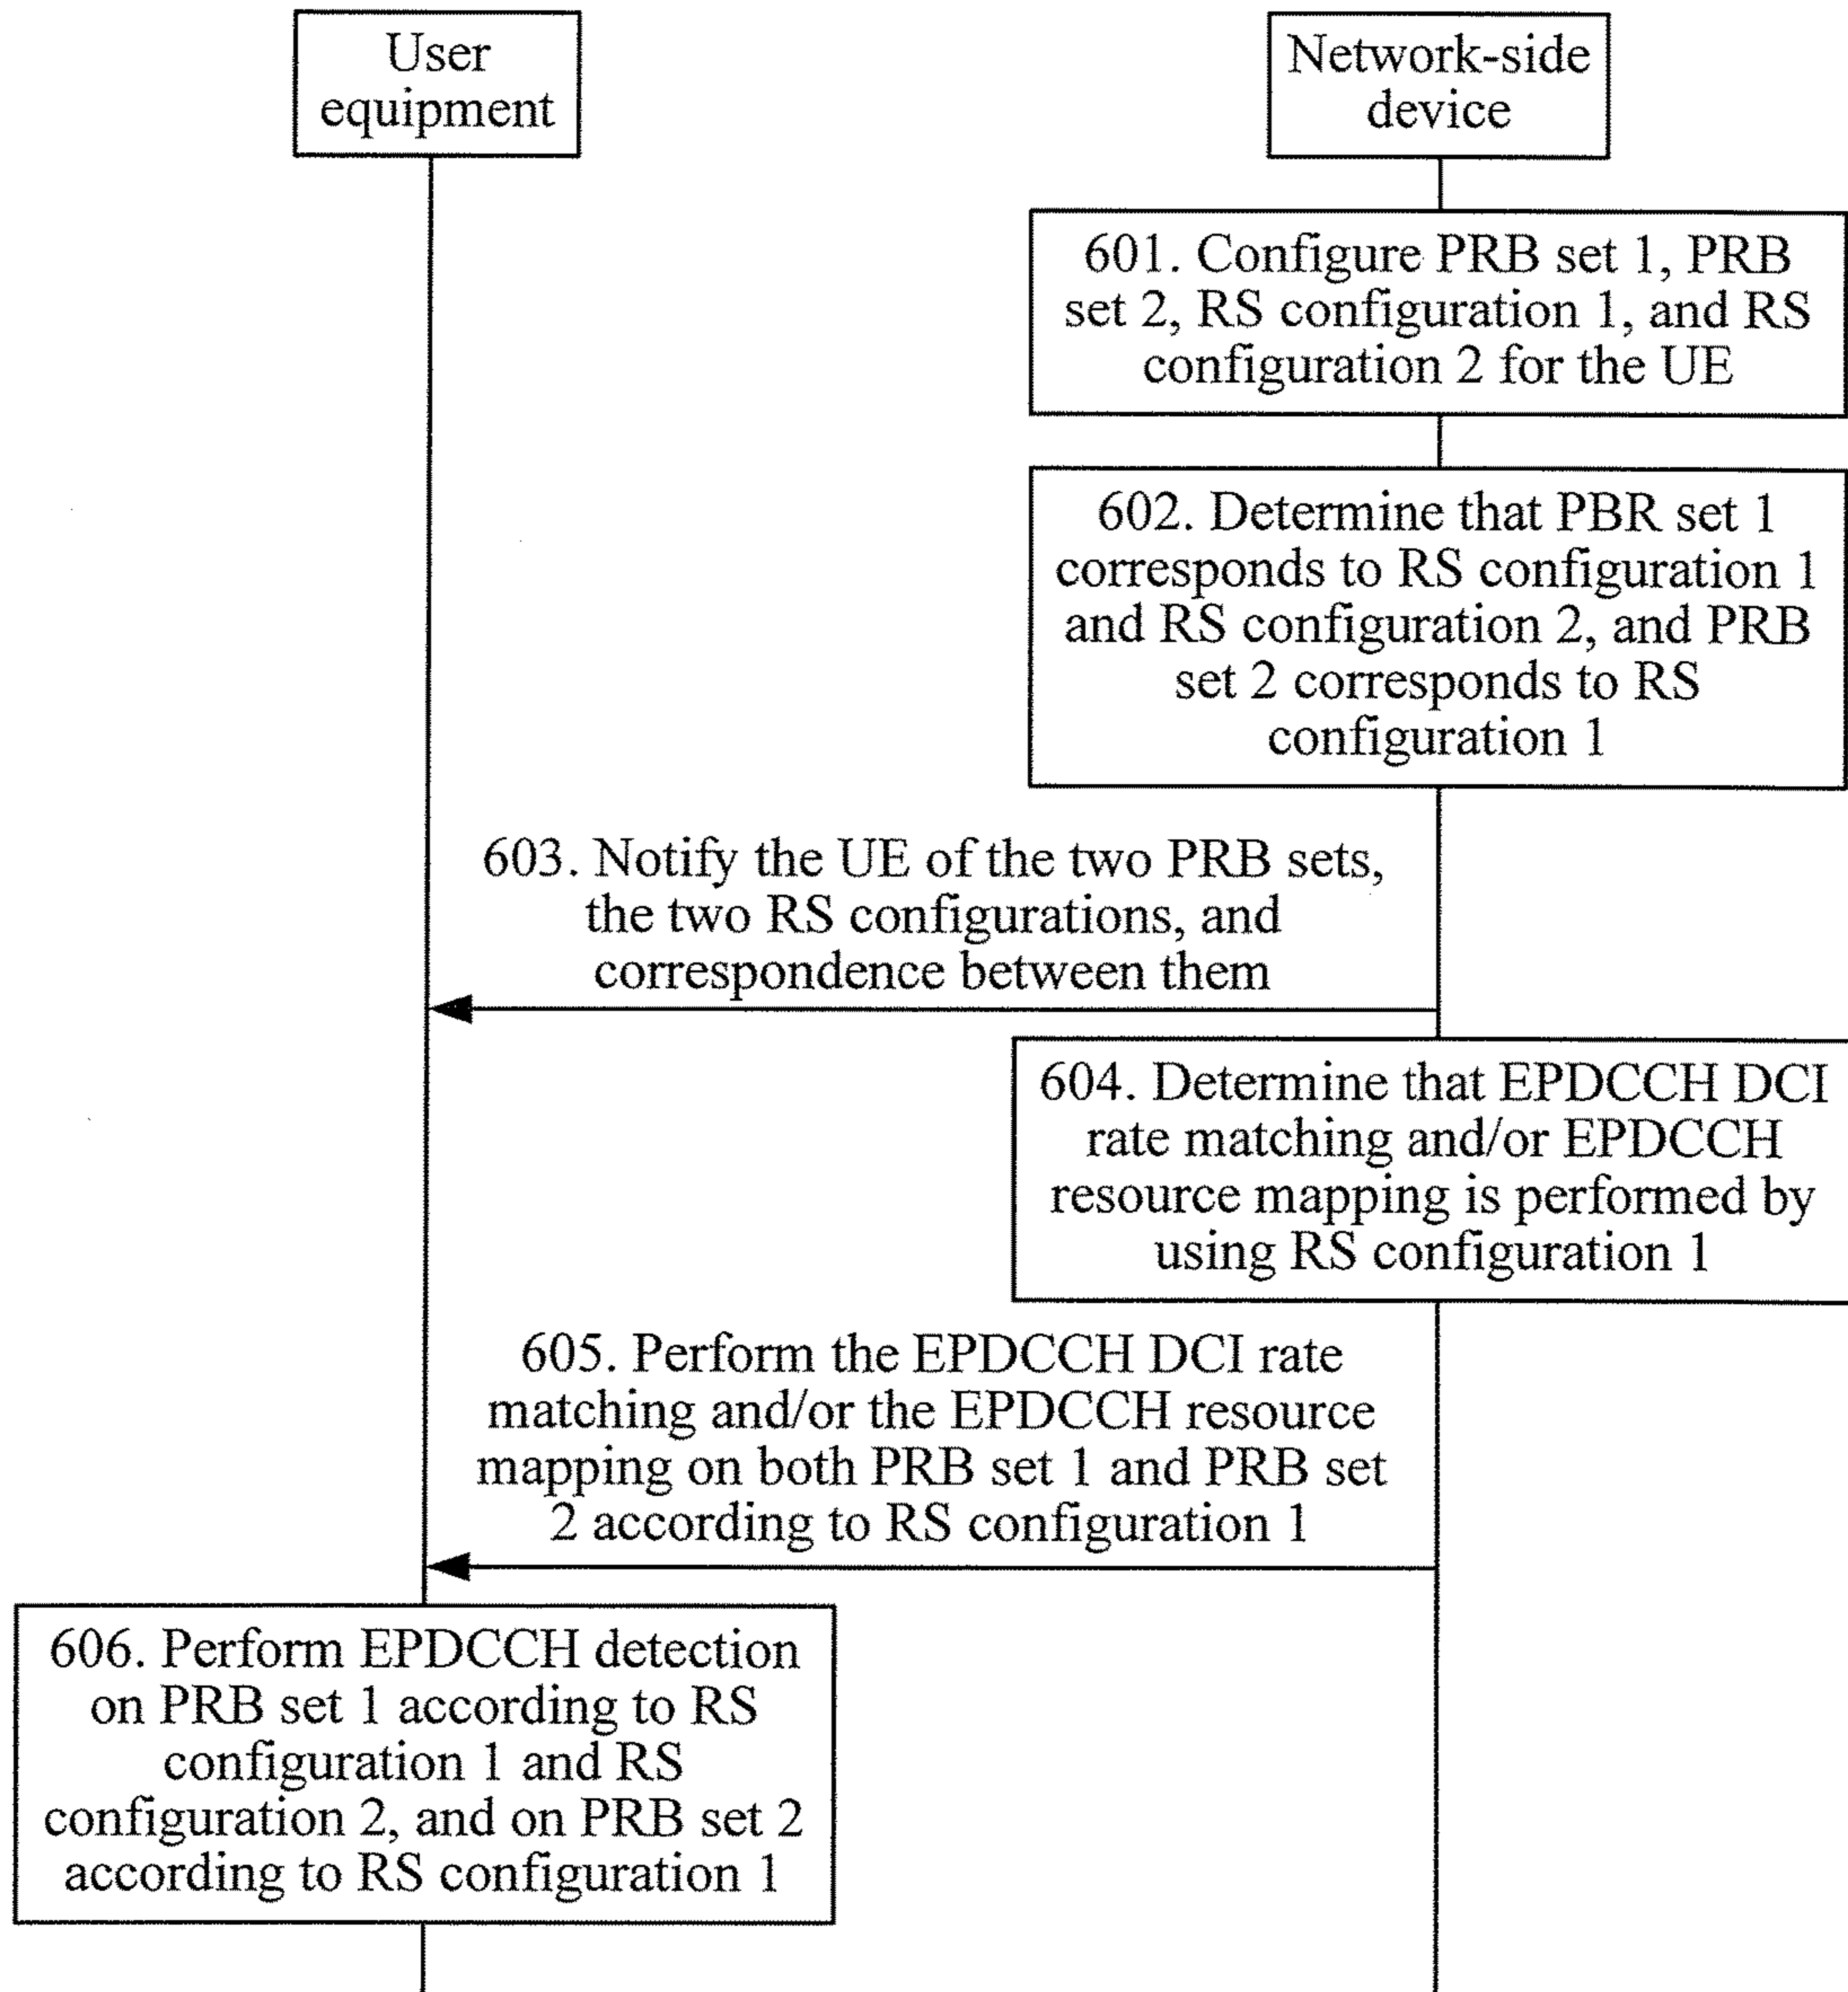 User
equipment
Network-side
device
601. Configure PRB set 1, PRB
set 2, RS configuration 1, and RS
configuration 2 for the UE
602. Determine that PBR set 1
corresponds to RS configuration 1
and RS configuration 2, and PRB
set 2 corresponds to RS
configuration 1
603. Notify the UE of the two PRB sets,
the two RS configurations, and
correspondence between them
604. Determine that EPDCCH DCI
rate matching and/or EPDCCH
resource mapping is performed by
using RS configuration 1
605. Perform the EPDCCH DCI rate
matching and/or the EPDCCH resource
mapping on both PRB set 1 and PRB set
2 according to RS configuration 1
606. Perform EPDCCH detection
on PRB set 1 according to RS
configuration 1 and RS
configuration 2, and on PRB set 2
according to RS configuration 1